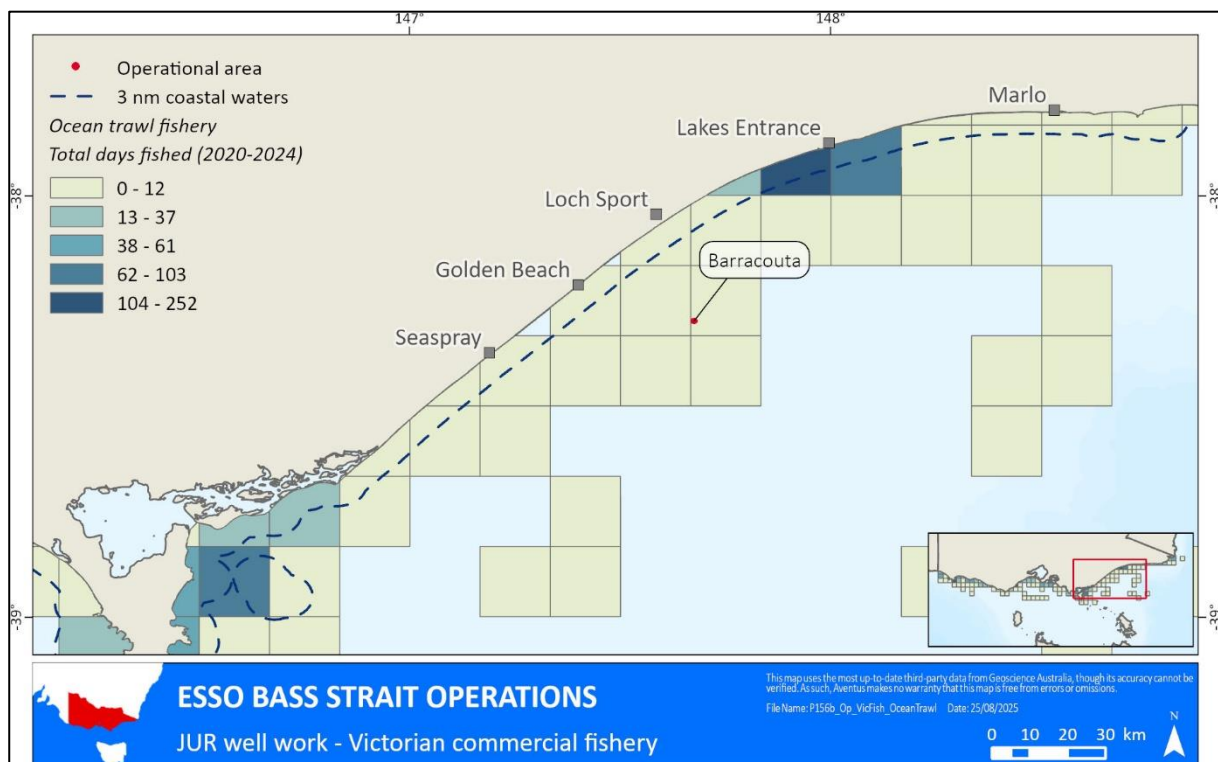 147°
148°
Operational area
3 nm coastal waters
Ocean trawl fishery
Total days fished (2020-2024)
0 - 12
13 - 37
38 - 61
62 - 103
104 - 252
Marlo
Lakes Entrance
Loch Sport
Barracouta
Golden Beach
Seaspray
-38°
-38°
-39°
-39°
ESSO BASS STRAIT OPERATIONS
JUR well work - Victorian commercial fishery
This map uses the most up-to-date third-party data from Geoscience Australia, though its accuracy cannot be
verified. As such, Aventus makes no warranty that this map is free from errors or omissions.
File Name: P156b_Op_VicFish_OceanTrawl Date: 25/08/2025
N
0 10 20 30 km